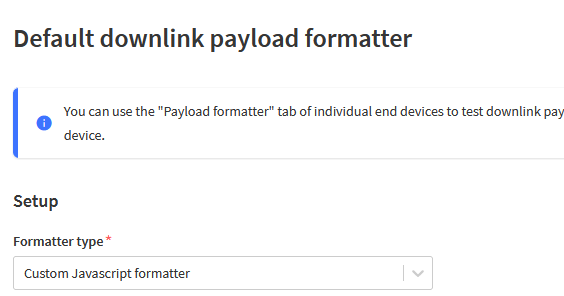 Default downlink payload formatter
You can use the "Payload formatter" tab of individual end devices to test downlink pay
device.
Setup
Formatter type *
Custom Javascript formatter